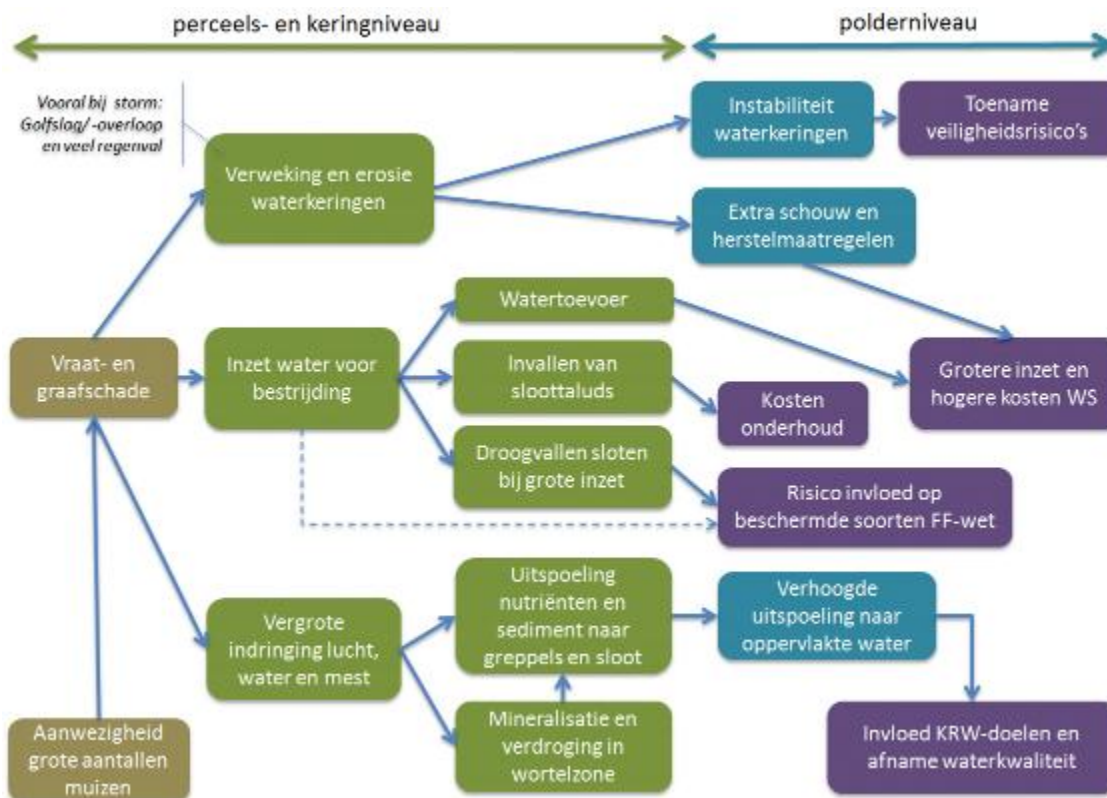 perceels- en keringniveau
polderniveau
Vooral bij storm:
Golfslag/ -overloop
en veel regenval
Verweking en erosie
waterkeringen
Instabiliteit
waterkeringen
Toename
veiligheidsrisico's
Extra schouw en
herstelmaatregelen
Watertoevoer
Vraat- en
graafschade
Inzet water voor
bestrijding
Invallen van
sloottaluds
Grotere inzet en
hogere kosten WS
Kosten
onderhoud
Droogvallen sloten
bij grote inzet
Risico invloed op
beschermde soorten FF-wet
Vergrote
indringing lucht,
water en mest
Uitspoeling
nutriënten en
sediment naar
greppels en sloot
Verhoogde
uitspoeling naar
oppervlakte water
Aanwezigheid
grote aantallen
muizen
Mineralisatie en
verdroging in
wortelzone
Invloed KRW-doelen en
afname waterkwaliteit